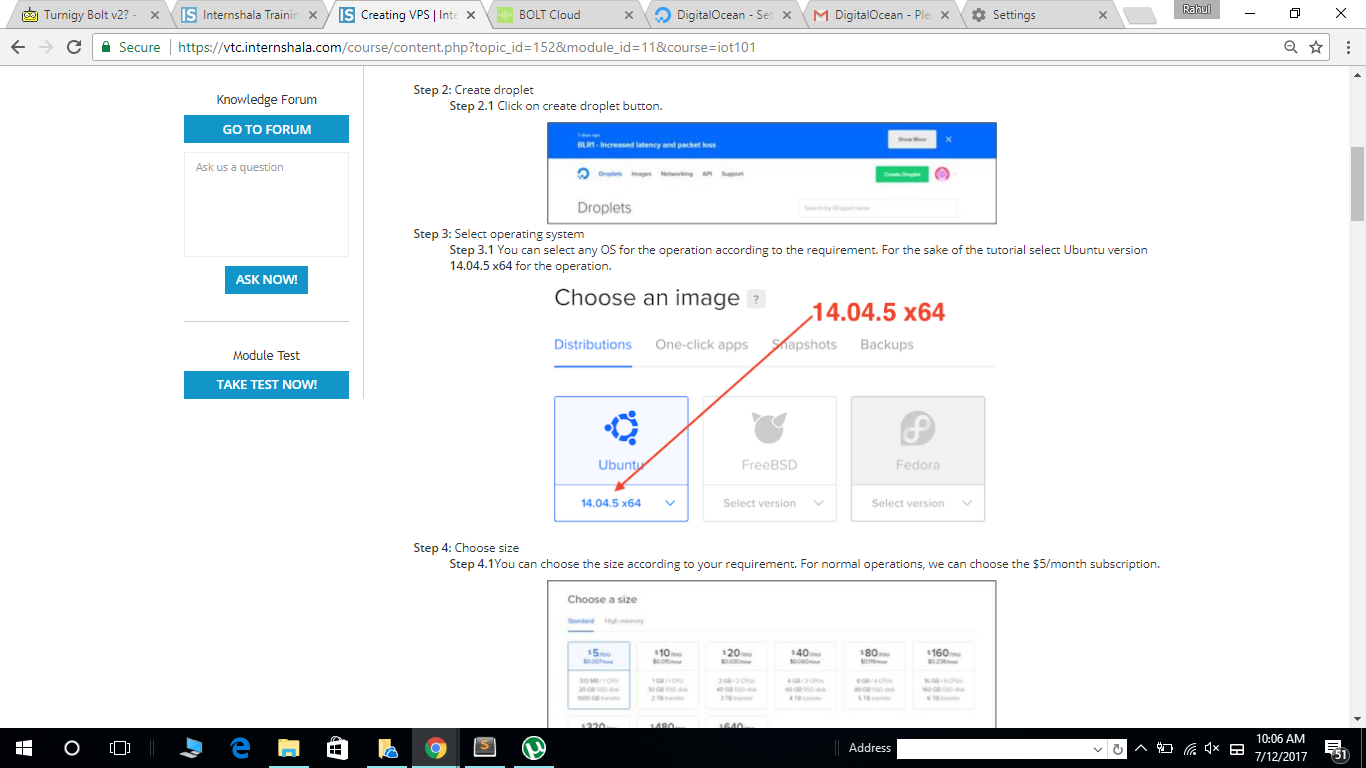 Turnigy Bolt v2? -
Internshala Trainin
Creating VPS | Inte
BOLT Cloud
DigitalOcean - Set
DigitalOcean - Ple
Settings
Rahul
Secure
https://vtc.internshala.com/course/content.php?topic_id=152&module_id=11&course=iot101
Knowledge Forum
GO TO FORUM
Ask us a question
ASK NOW!
Module Test
TAKE TEST NOW!
Step 2: Create droplet
Step 2.1 Click on create droplet button.
7 days ago
BLR1 - Increased latency and packet loss
Show More
Droplets Images Networking API Support
Create Droplet
Droplets
Search by Droplet name
Step 3: Select operating system
Step 3.1 You can select any OS for the operation according to the requirement. For the sake of the tutorial select Ubuntu version
14.04.5 x64 for the operation.
Choose an image ?
14.04.5 x64
Distributions One-click apps Snapshots Backups
Ubuntu FreeBSD Fedora
14.04.5 x64 Select version Select version
Step 4: Choose size
Step 4.1You can choose the size according to your requirement. For normal operations, we can choose the $5/month subscription.
Choose a size
Standard High memory
$5/mo $10/mo $20/mo $40/mo $80/mo $160/mo
$0.007/hour $0.015/hour $0.030/hour $0.060/hour $0.119/hour $0.238/hour
512 MB / 1 CPU 1 GB / 1 CPU 2 GB / 2 CPUs 4 GB / 2 CPUs 8 GB / 4 CPUs 16 GB / 8 CPUs
20 GB SSD disk 30 GB SSD disk 40 GB SSD disk 60 GB SSD disk 80 GB SSD disk 160 GB SSD disk
1000 GB transfer 2 TB transfer 3 TB transfer 4 TB transfer 5 TB transfer 6 TB transfer
$320/mo $480/mo $640/mo
Address
10:06 AM
7/12/2017
51